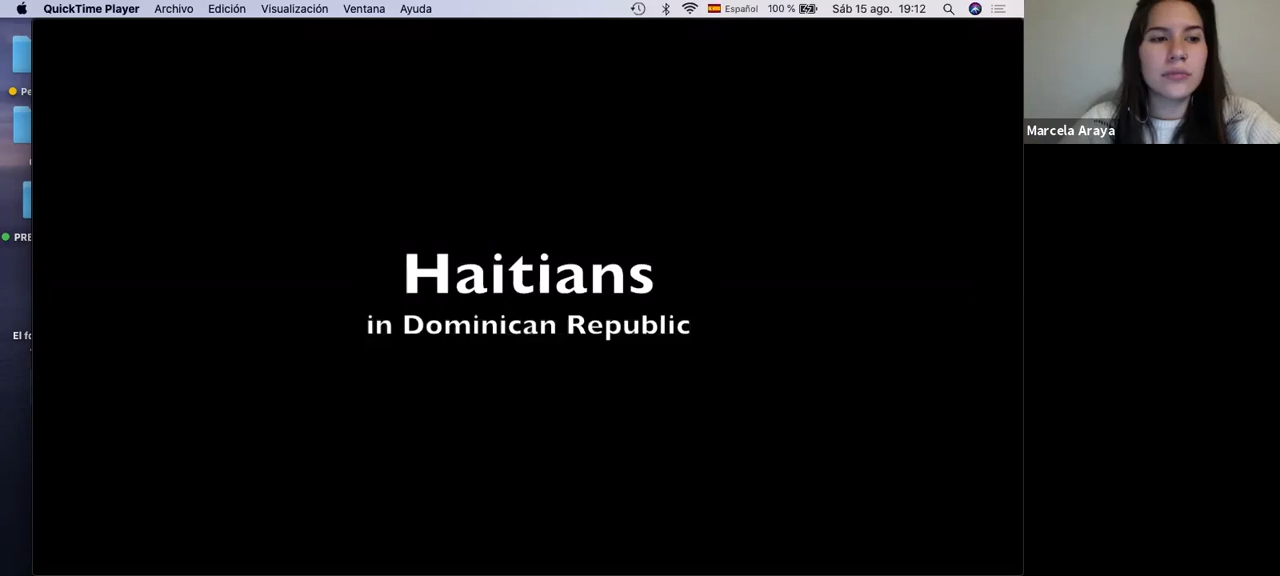 QuickTime Player Archivo Edición Visualización Ventana Ayuda Español 100 % Sáb 15 ago. 19:12
Marcela Araya
Haitians
in Dominican Republic